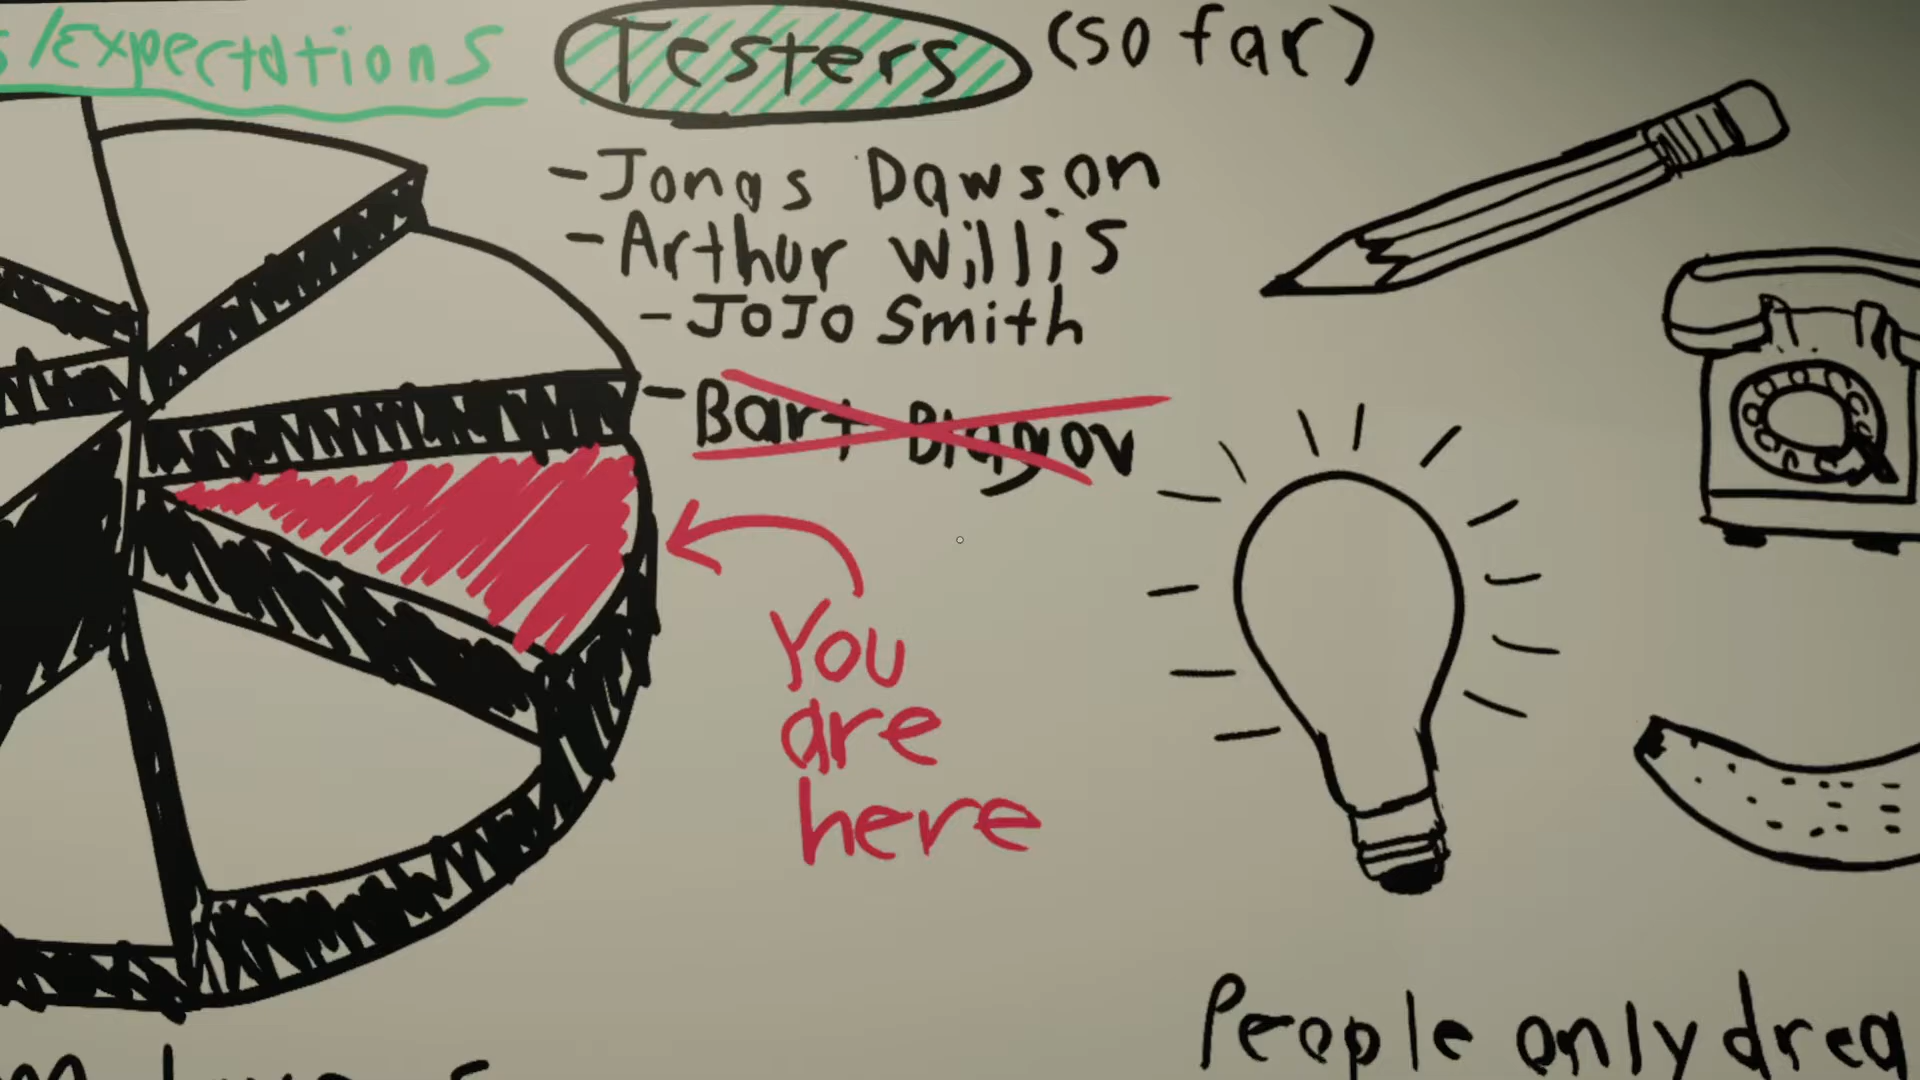 /Expectations
Testers (so far)
-Jonas Dawson
-Arthur Willis
-JoJo Smith
-Bart Blagov
You
are
here
People only drea